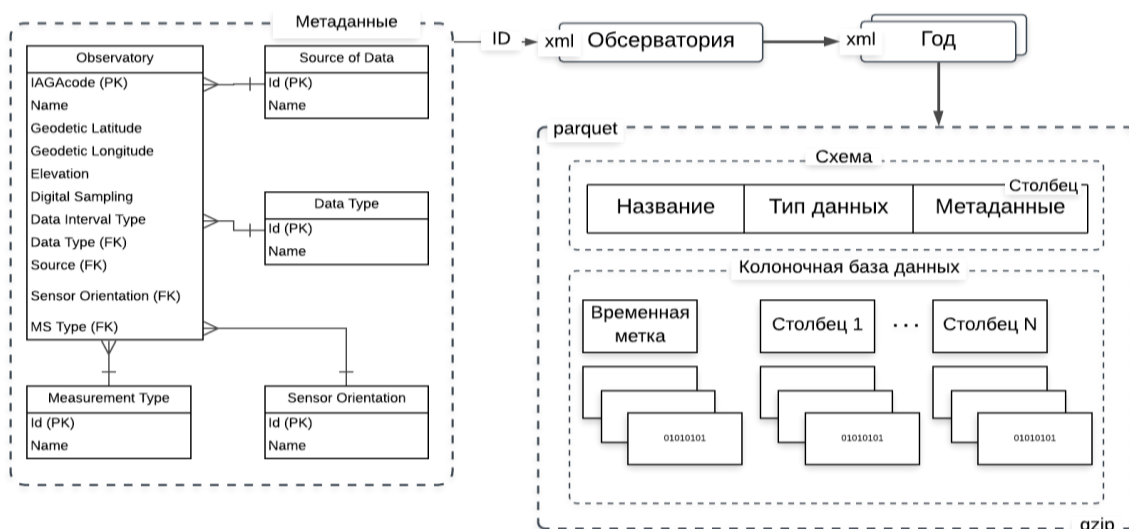 Метаданные
Observatory
IAGAcode (PK)
Name
Geodetic Latitude
Geodetic Longitude
Elevation
Digital Sampling
Data Interval Type
Data Type (FK)
Source (FK)
Sensor Orientation (FK)
MS Type (FK)
Source of Data
Id (PK)
Name
Data Type
Id (PK)
Name
Measurement Type
Id (PK)
Name
Sensor Orientation
Id (PK)
Name
ID
xml Обсерватория
xml Год
parquet
Схема
Столбец
Название Тип данных Метаданные
Колоночная база данных
Временная
метка
Столбец 1 ... Столбец N
01010101 01010101 01010101
gzip